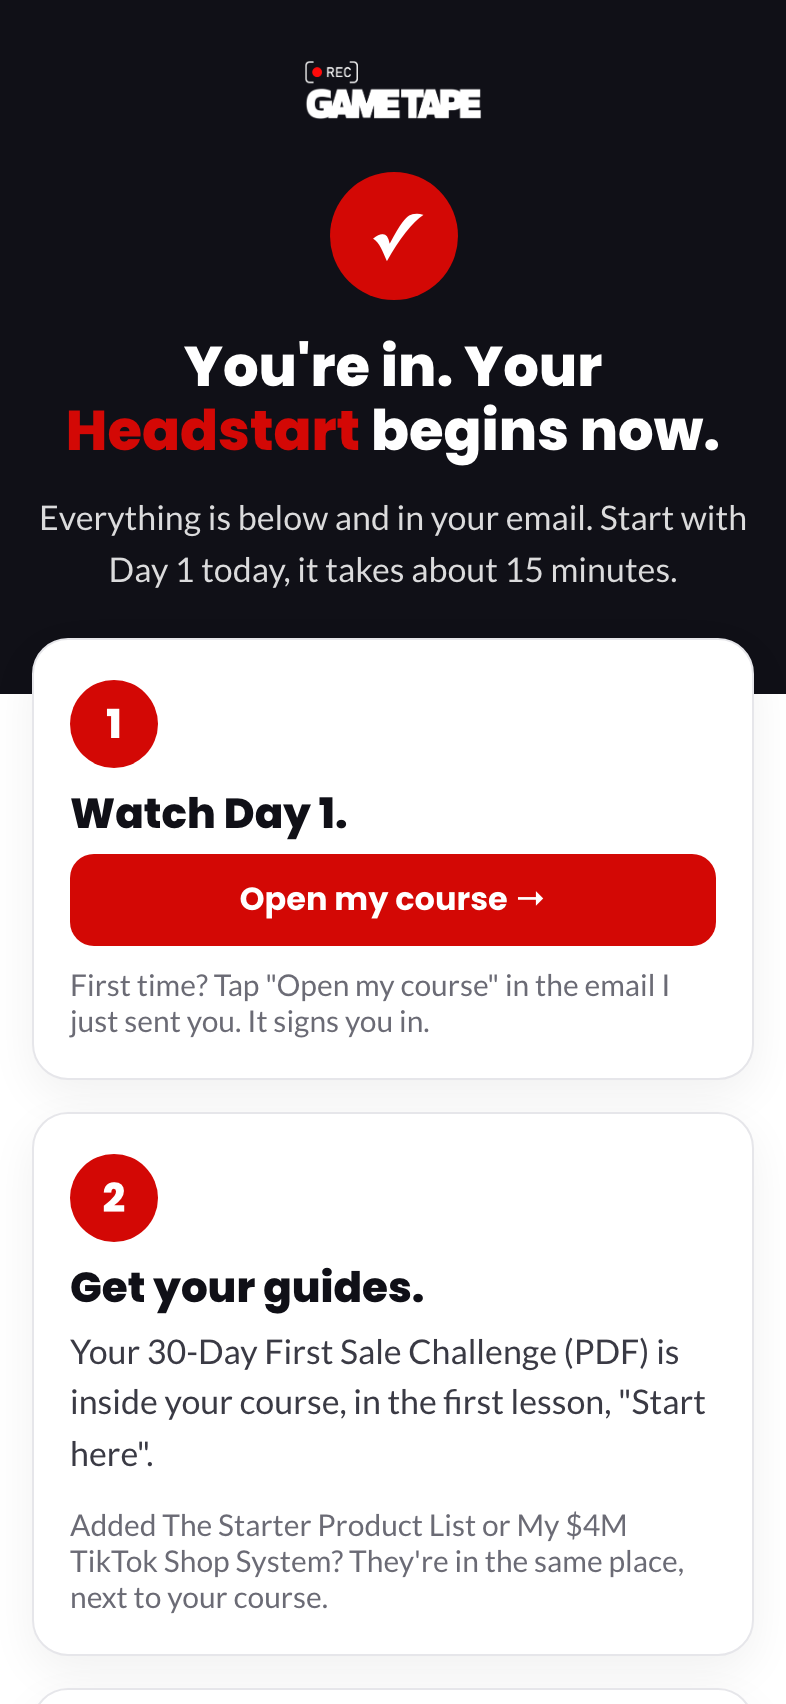 REC
GAMETAPE
You're in. Your
Headstart begins now.
Everything is below and in your email. Start with
Day 1 today, it takes about 15 minutes.
1
Watch Day 1.
Open my course →
First time? Tap "Open my course" in the email I
just sent you. It signs you in.
2
Get your guides.
Your 30-Day First Sale Challenge (PDF) is
inside your course, in the first lesson, "Start
here".
Added The Starter Product List or My $4M
TikTok Shop System? They're in the same place,
next to your course.